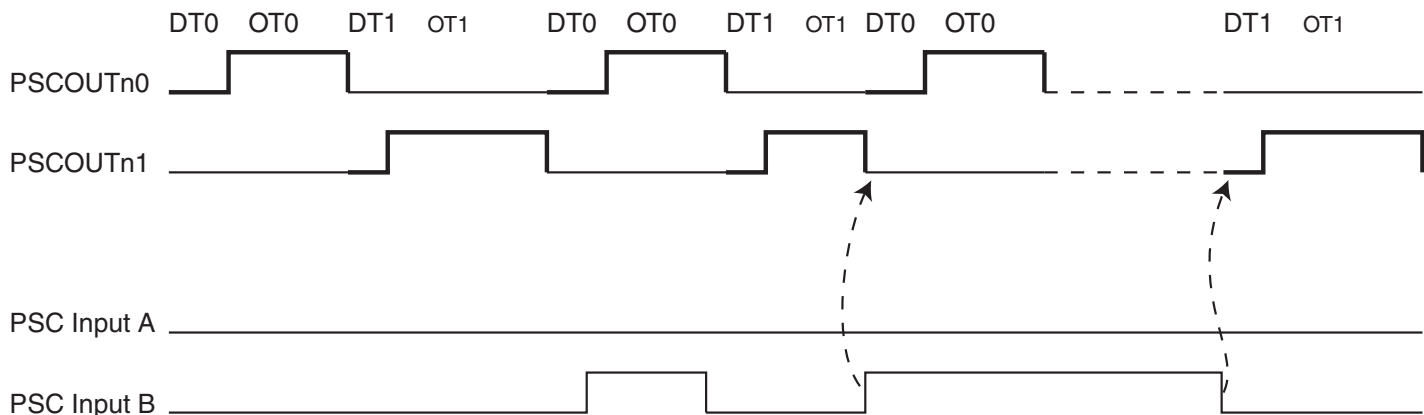 DT0 OT0 DT1 OT1 DT0 OT0 DT1 OT1 DT0 OT0 DT1 OT1
PSCOUTn0
PSCOUTn1
PSC Input A
PSC Input B